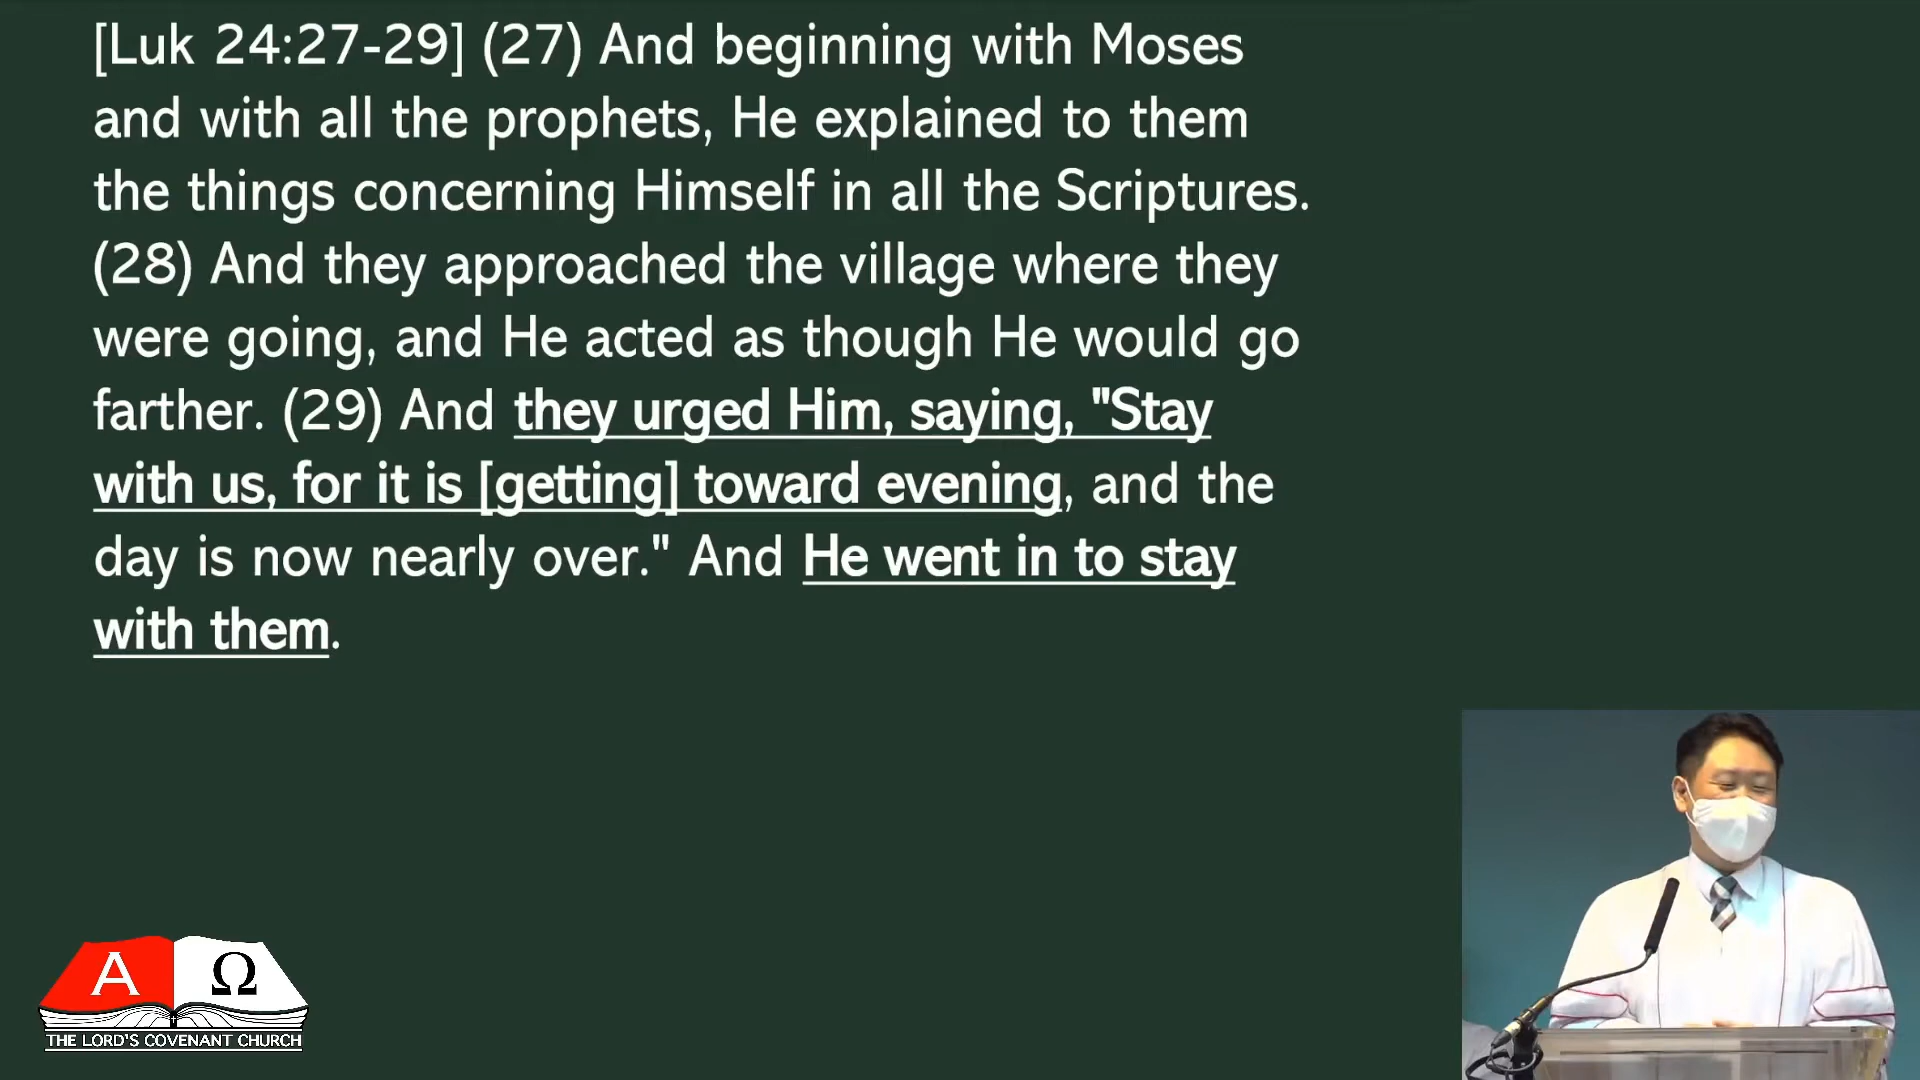 [Luk 24:27-29] (27) And beginning with Moses
and with all the prophets, He explained to them
the things concerning Himself in all the Scriptures.
(28) And they approached the village where they
were going, and He acted as though He would go
farther. (29) And they urged Him, saying, "Stay
with us, for it is [getting] toward evening, and the
day is now nearly over." And He went in to stay
with them.
A Ω
THE LORD'S COVENANT CHURCH